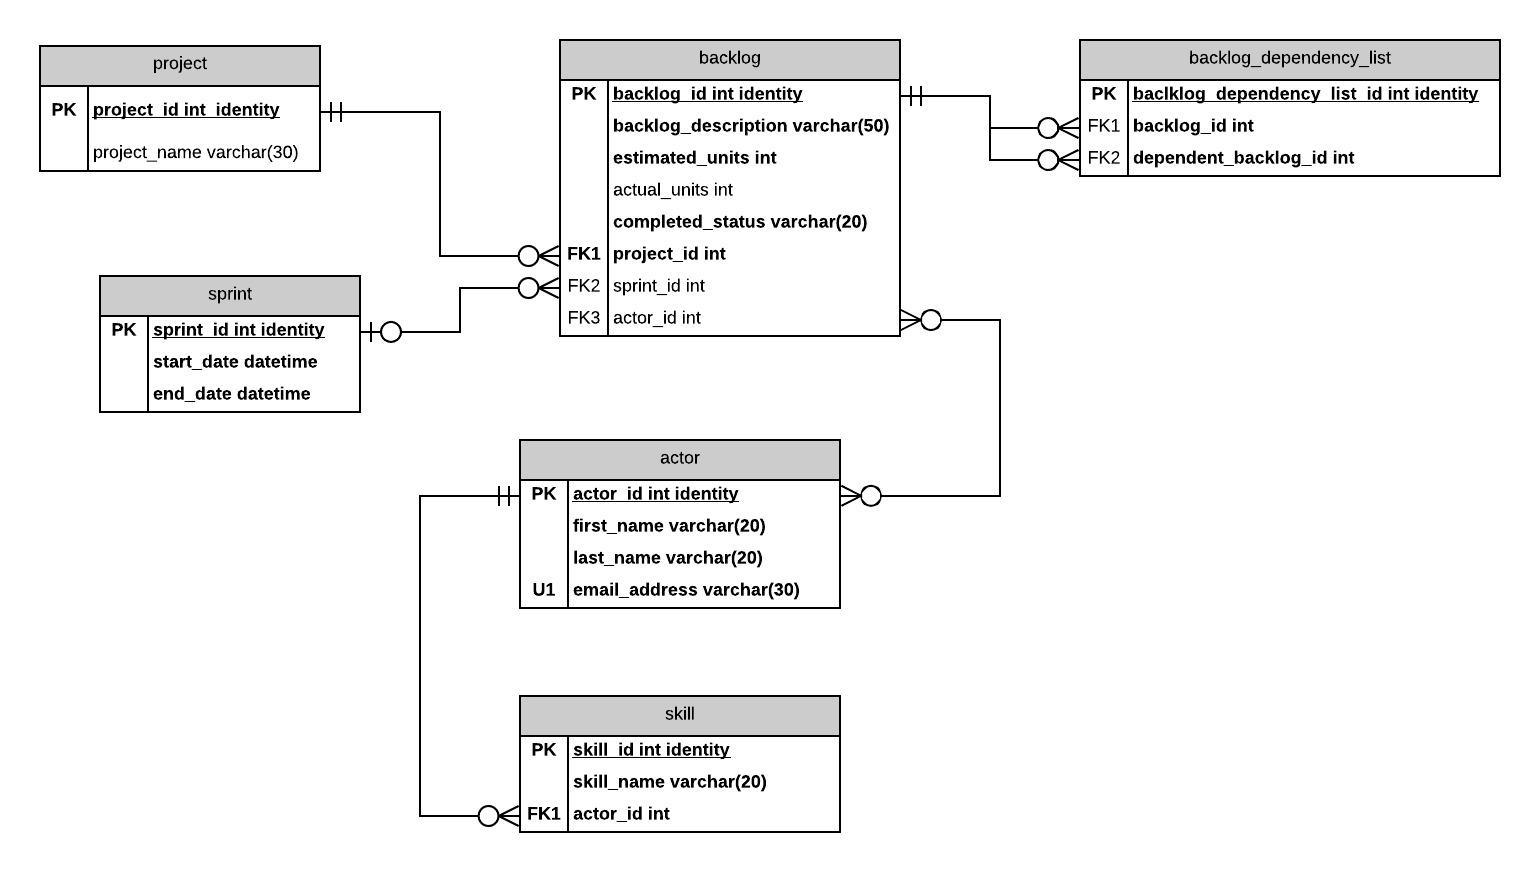 project
PK project_id int identity
project_name varchar(30)
backlog
PK backlog_id int identity
backlog_description varchar(50)
estimated_units int
actual_units int
completed_status varchar(20)
FK1 project_id int
FK2 sprint_id int
FK3 actor_id int
backlog_dependency_list
PK baclklog_dependency_list_id int identity
FK1 backlog_id int
FK2 dependent_backlog_id int
sprint
PK sprint_id int identity
start_date datetime
end_date datetime
actor
PK actor_id int identity
first_name varchar(20)
last_name varchar(20)
U1 email_address varchar(30)
skill
PK skill_id int identity
skill_name varchar(20)
FK1 actor_id int